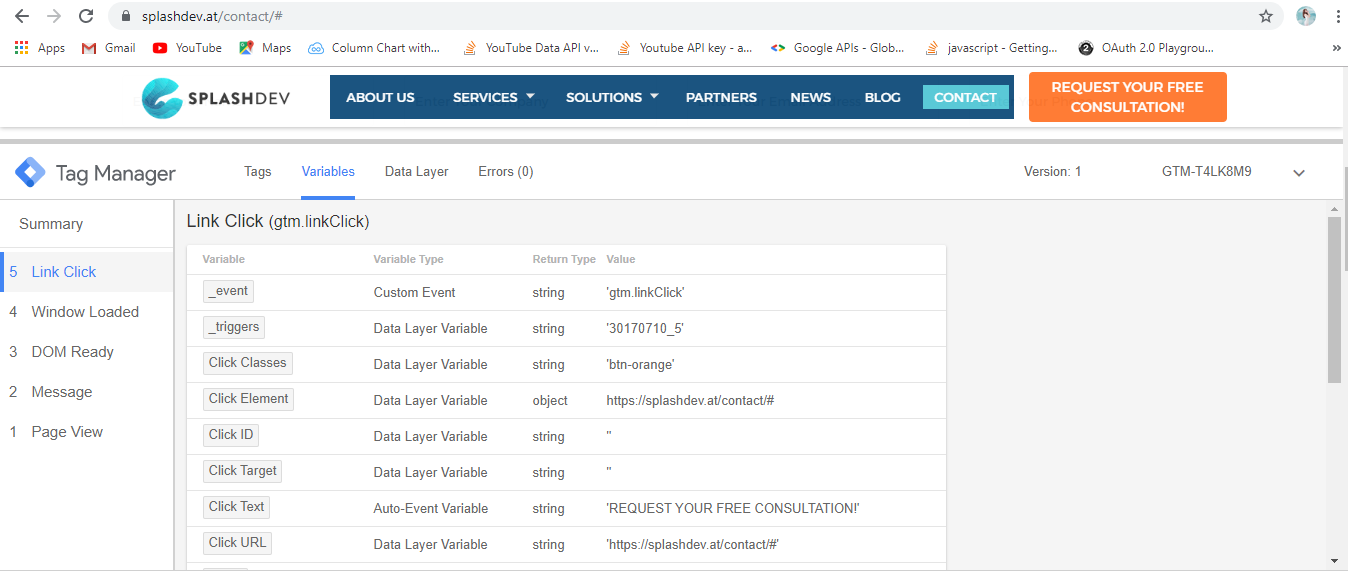 splashdev.at/contact/#
Apps Gmail YouTube Maps Column Chart with... YouTube Data API v... Youtube API key - a... Google APIs - Glob... javascript - Getting... 2 OAuth 2.0 Playgrou... »
SPLASHDEV ABOUT US SERVICES SOLUTIONS PARTNERS NEWS BLOG CONTACT
REQUEST YOUR FREE
CONSULTATION!
Tag Manager Tags Variables Data Layer Errors (0) Version: 1 GTM-T4LK8M9
Summary
5 Link Click
4 Window Loaded
3 DOM Ready
2 Message
1 Page View
Link Click (gtm.linkClick)
Variable Variable Type Return Type Value
_event Custom Event string 'gtm.linkClick'
_triggers Data Layer Variable string '30170710_5'
Click Classes Data Layer Variable string 'btn-orange'
Click Element Data Layer Variable object https://splashdev.at/contact/#
Click ID Data Layer Variable string ''
Click Target Data Layer Variable string ''
Click Text Auto-Event Variable string 'REQUEST YOUR FREE CONSULTATION!'
Click URL Data Layer Variable string 'https://splashdev.at/contact/#'